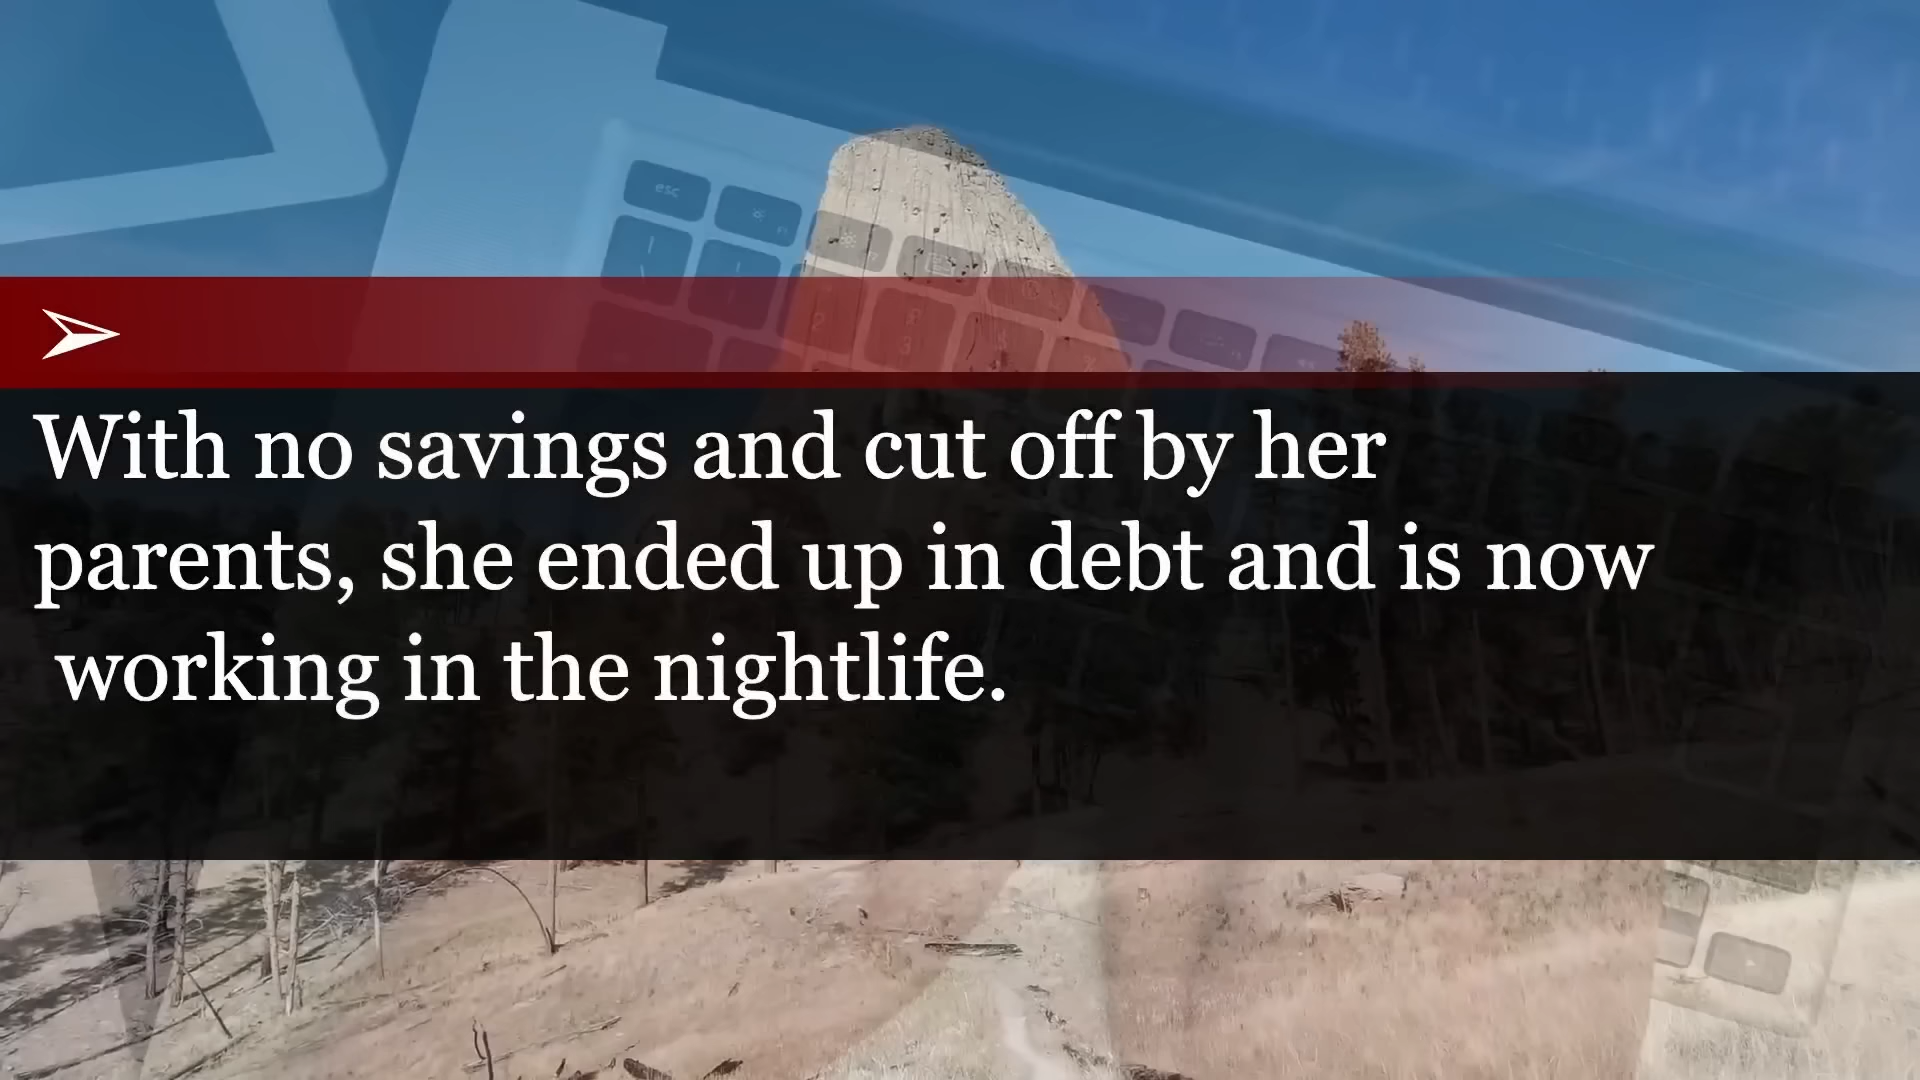 With no savings and cut off by her
parents, she ended up in debt and is now
working in the nightlife.
esc